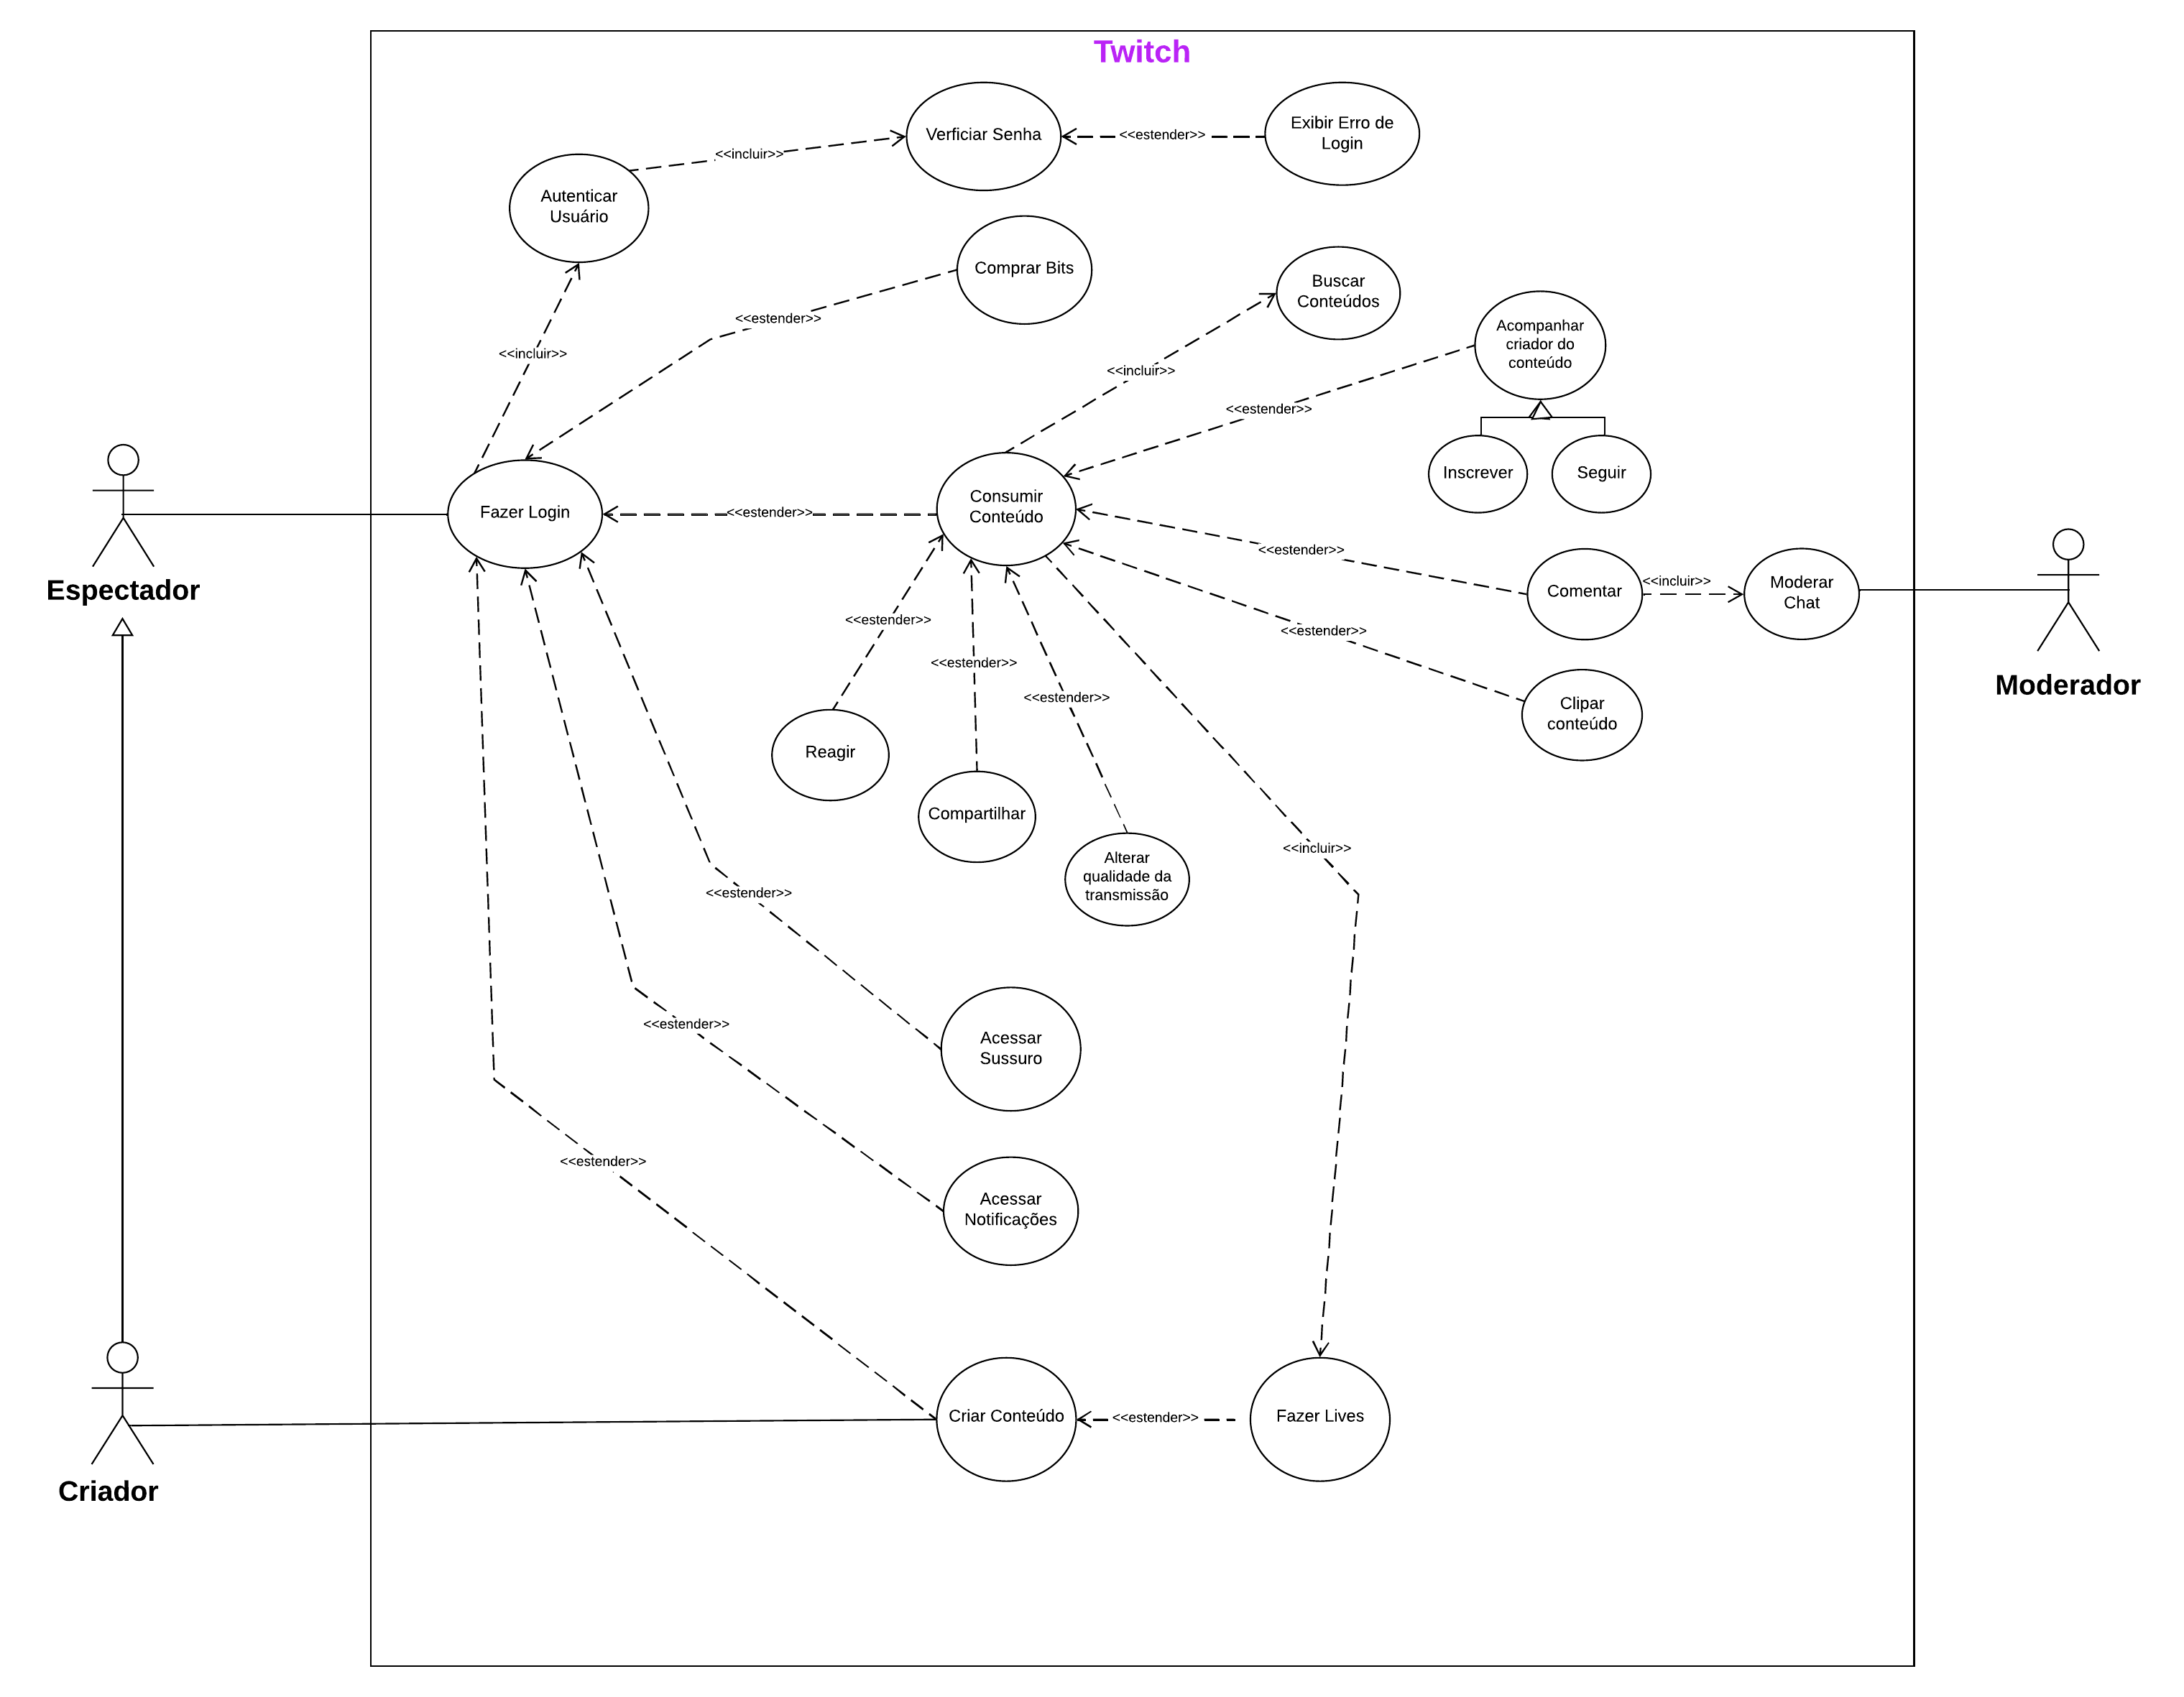 Twitch
Verficiar Senha
<<estender>>
Exibir Erro de
Login
<<incluir>>
Autenticar
Usuário
Comprar Bits
Buscar
Conteúdos
<<estender>>
Acompanhar
criador do
conteúdo
<<incluir>>
<<incluir>>
<<estender>>
Inscrever
Seguir
Fazer Login
<<estender>>
Consumir
Conteúdo
<<estender>>
Espectador
Comentar
<<incluir>>
Moderar
Chat
<<estender>>
<<estender>>
<<estender>>
<<estender>>
Moderador
Clipar
conteúdo
Reagir
Compartilhar
<<incluir>>
Alterar
qualidade da
transmissão
<<estender>>
<<estender>>
Acessar
Sussuro
<<estender>>
Acessar
Notificações
Criar Conteúdo
<<estender>>
Fazer Lives
Criador